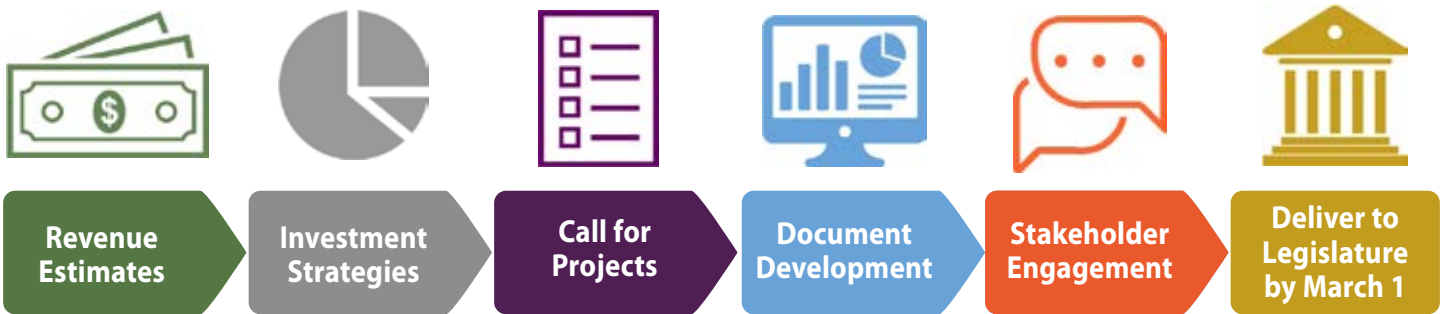 $
Revenue
Estimates
Investment
Strategies
Call for
Projects
Document
Development
Stakeholder
Engagement
Deliver to
Legislature
by March 1